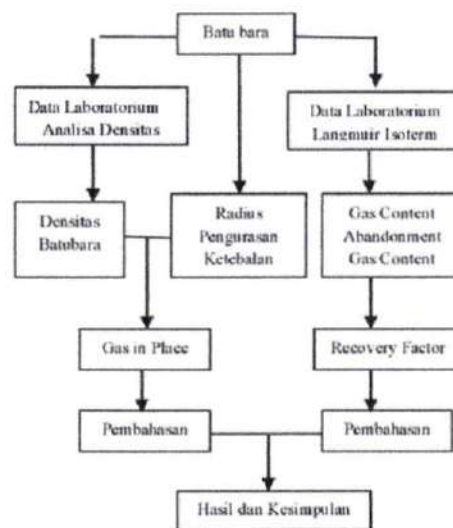 Batu bara
Data Laboratorium
Analisa Densitas
Data Laboratorium
Langmuir Isoterm
Densitas
Batubara
Radius
Pengurasan
Ketebalan
Gas Content
Abandonment
Gas Content
Gas in Place
Recovery Factor
Pembahasan
Pembahasan
Hasil dan Kesimpulan